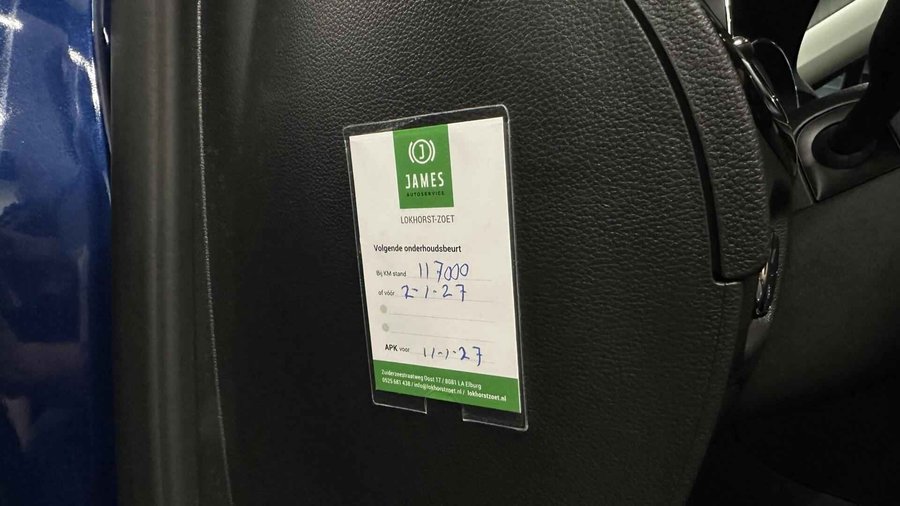 J
JAMES
AUTOSERVICE
LOKHORST-ZOET
Volgende onderhoudsbeurt
Bij KM stand 117000
of vóór 2-1-27
APK voor 11-1-27
Zuiderzeestraatweg Oost 17 / 8081 LA Elburg
0525 681 438 / info@lokhorstzoet.nl / lokhorstzoet.nl